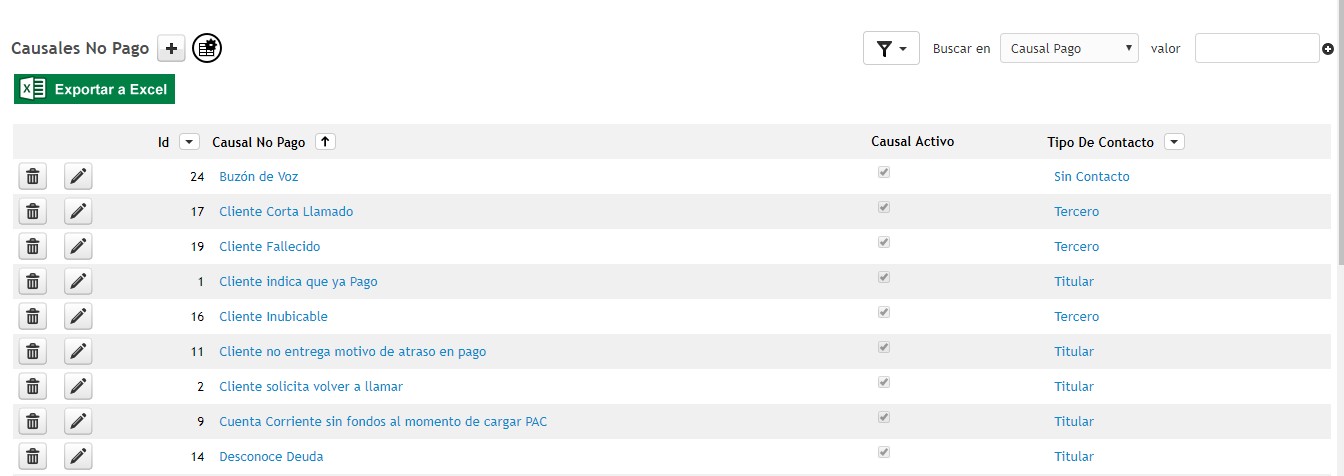 Causales No Pago Buscar en Causal Pago valor
Exportar a Excel
Id Causal No Pago Causal Activo Tipo De Contacto
24 Buzón de Voz Sin Contacto
17 Cliente Corta Llamado Tercero
19 Cliente Fallecido Tercero
1 Cliente indica que ya Pago Titular
16 Cliente Inubicable Tercero
11 Cliente no entrega motivo de atraso en pago Titular
2 Cliente solicita volver a llamar Titular
9 Cuenta Corriente sin fondos al momento de cargar PAC Titular
14 Desconoce Deuda Titular